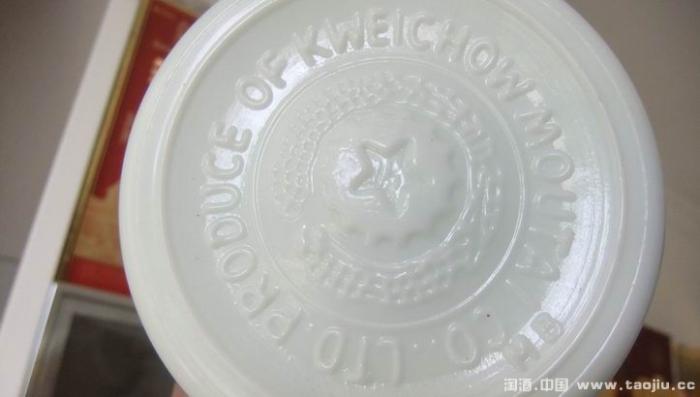 PRODUCE OF KWEICHOW MOUTAI CO. LTD.
淘酒.中国 www.taojiu.cc